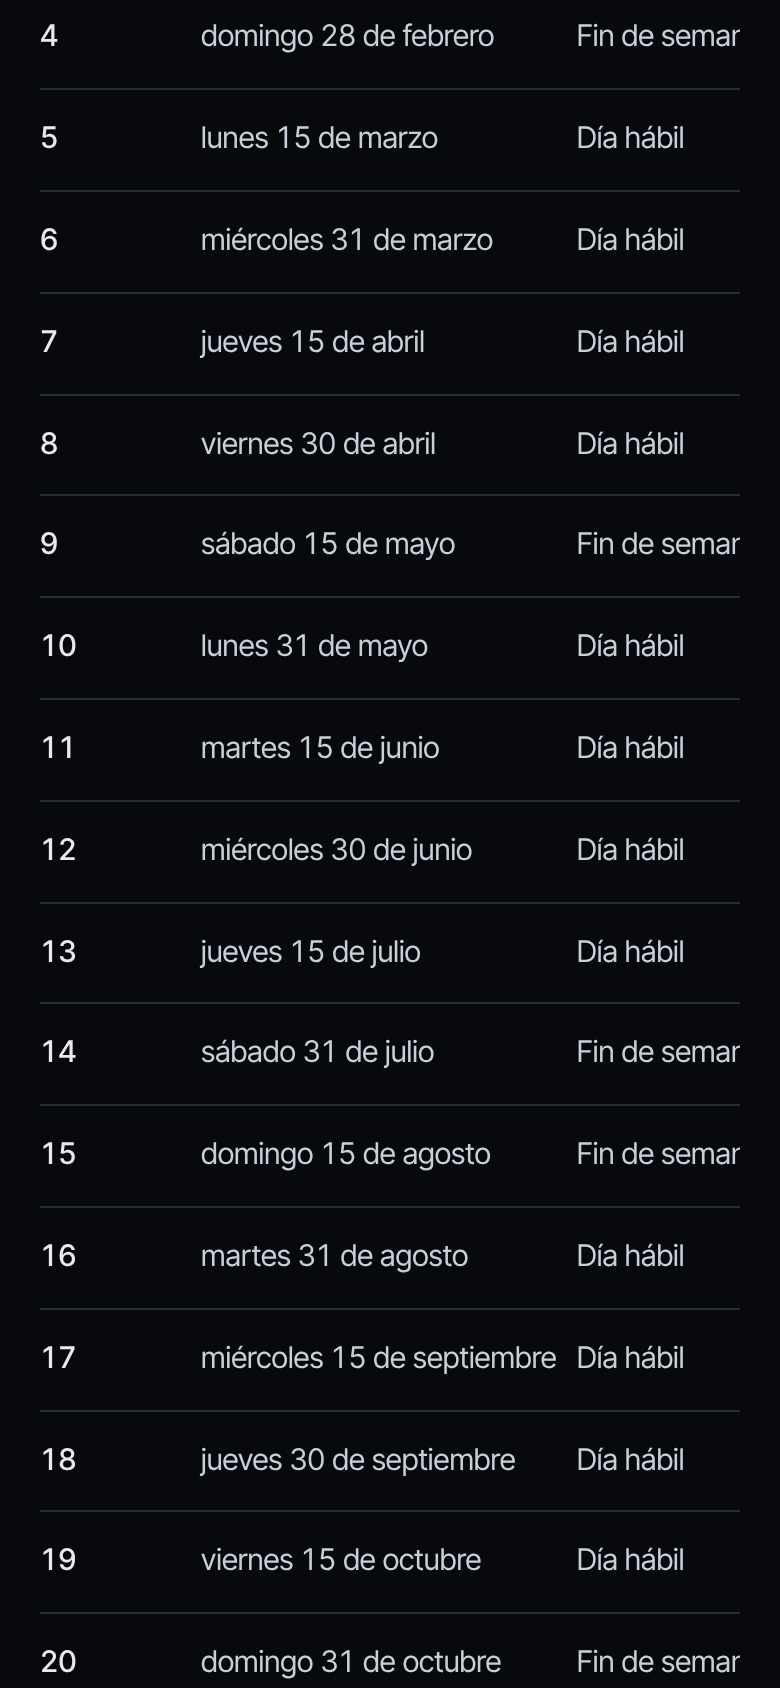 4 domingo 28 de febrero Fin de semar
5 lunes 15 de marzo Día hábil
6 miércoles 31 de marzo Día hábil
7 jueves 15 de abril Día hábil
8 viernes 30 de abril Día hábil
9 sábado 15 de mayo Fin de semar
10 lunes 31 de mayo Día hábil
11 martes 15 de junio Día hábil
12 miércoles 30 de junio Día hábil
13 jueves 15 de julio Día hábil
14 sábado 31 de julio Fin de semar
15 domingo 15 de agosto Fin de semar
16 martes 31 de agosto Día hábil
17 miércoles 15 de septiembre Día hábil
18 jueves 30 de septiembre Día hábil
19 viernes 15 de octubre Día hábil
20 domingo 31 de octubre Fin de semar